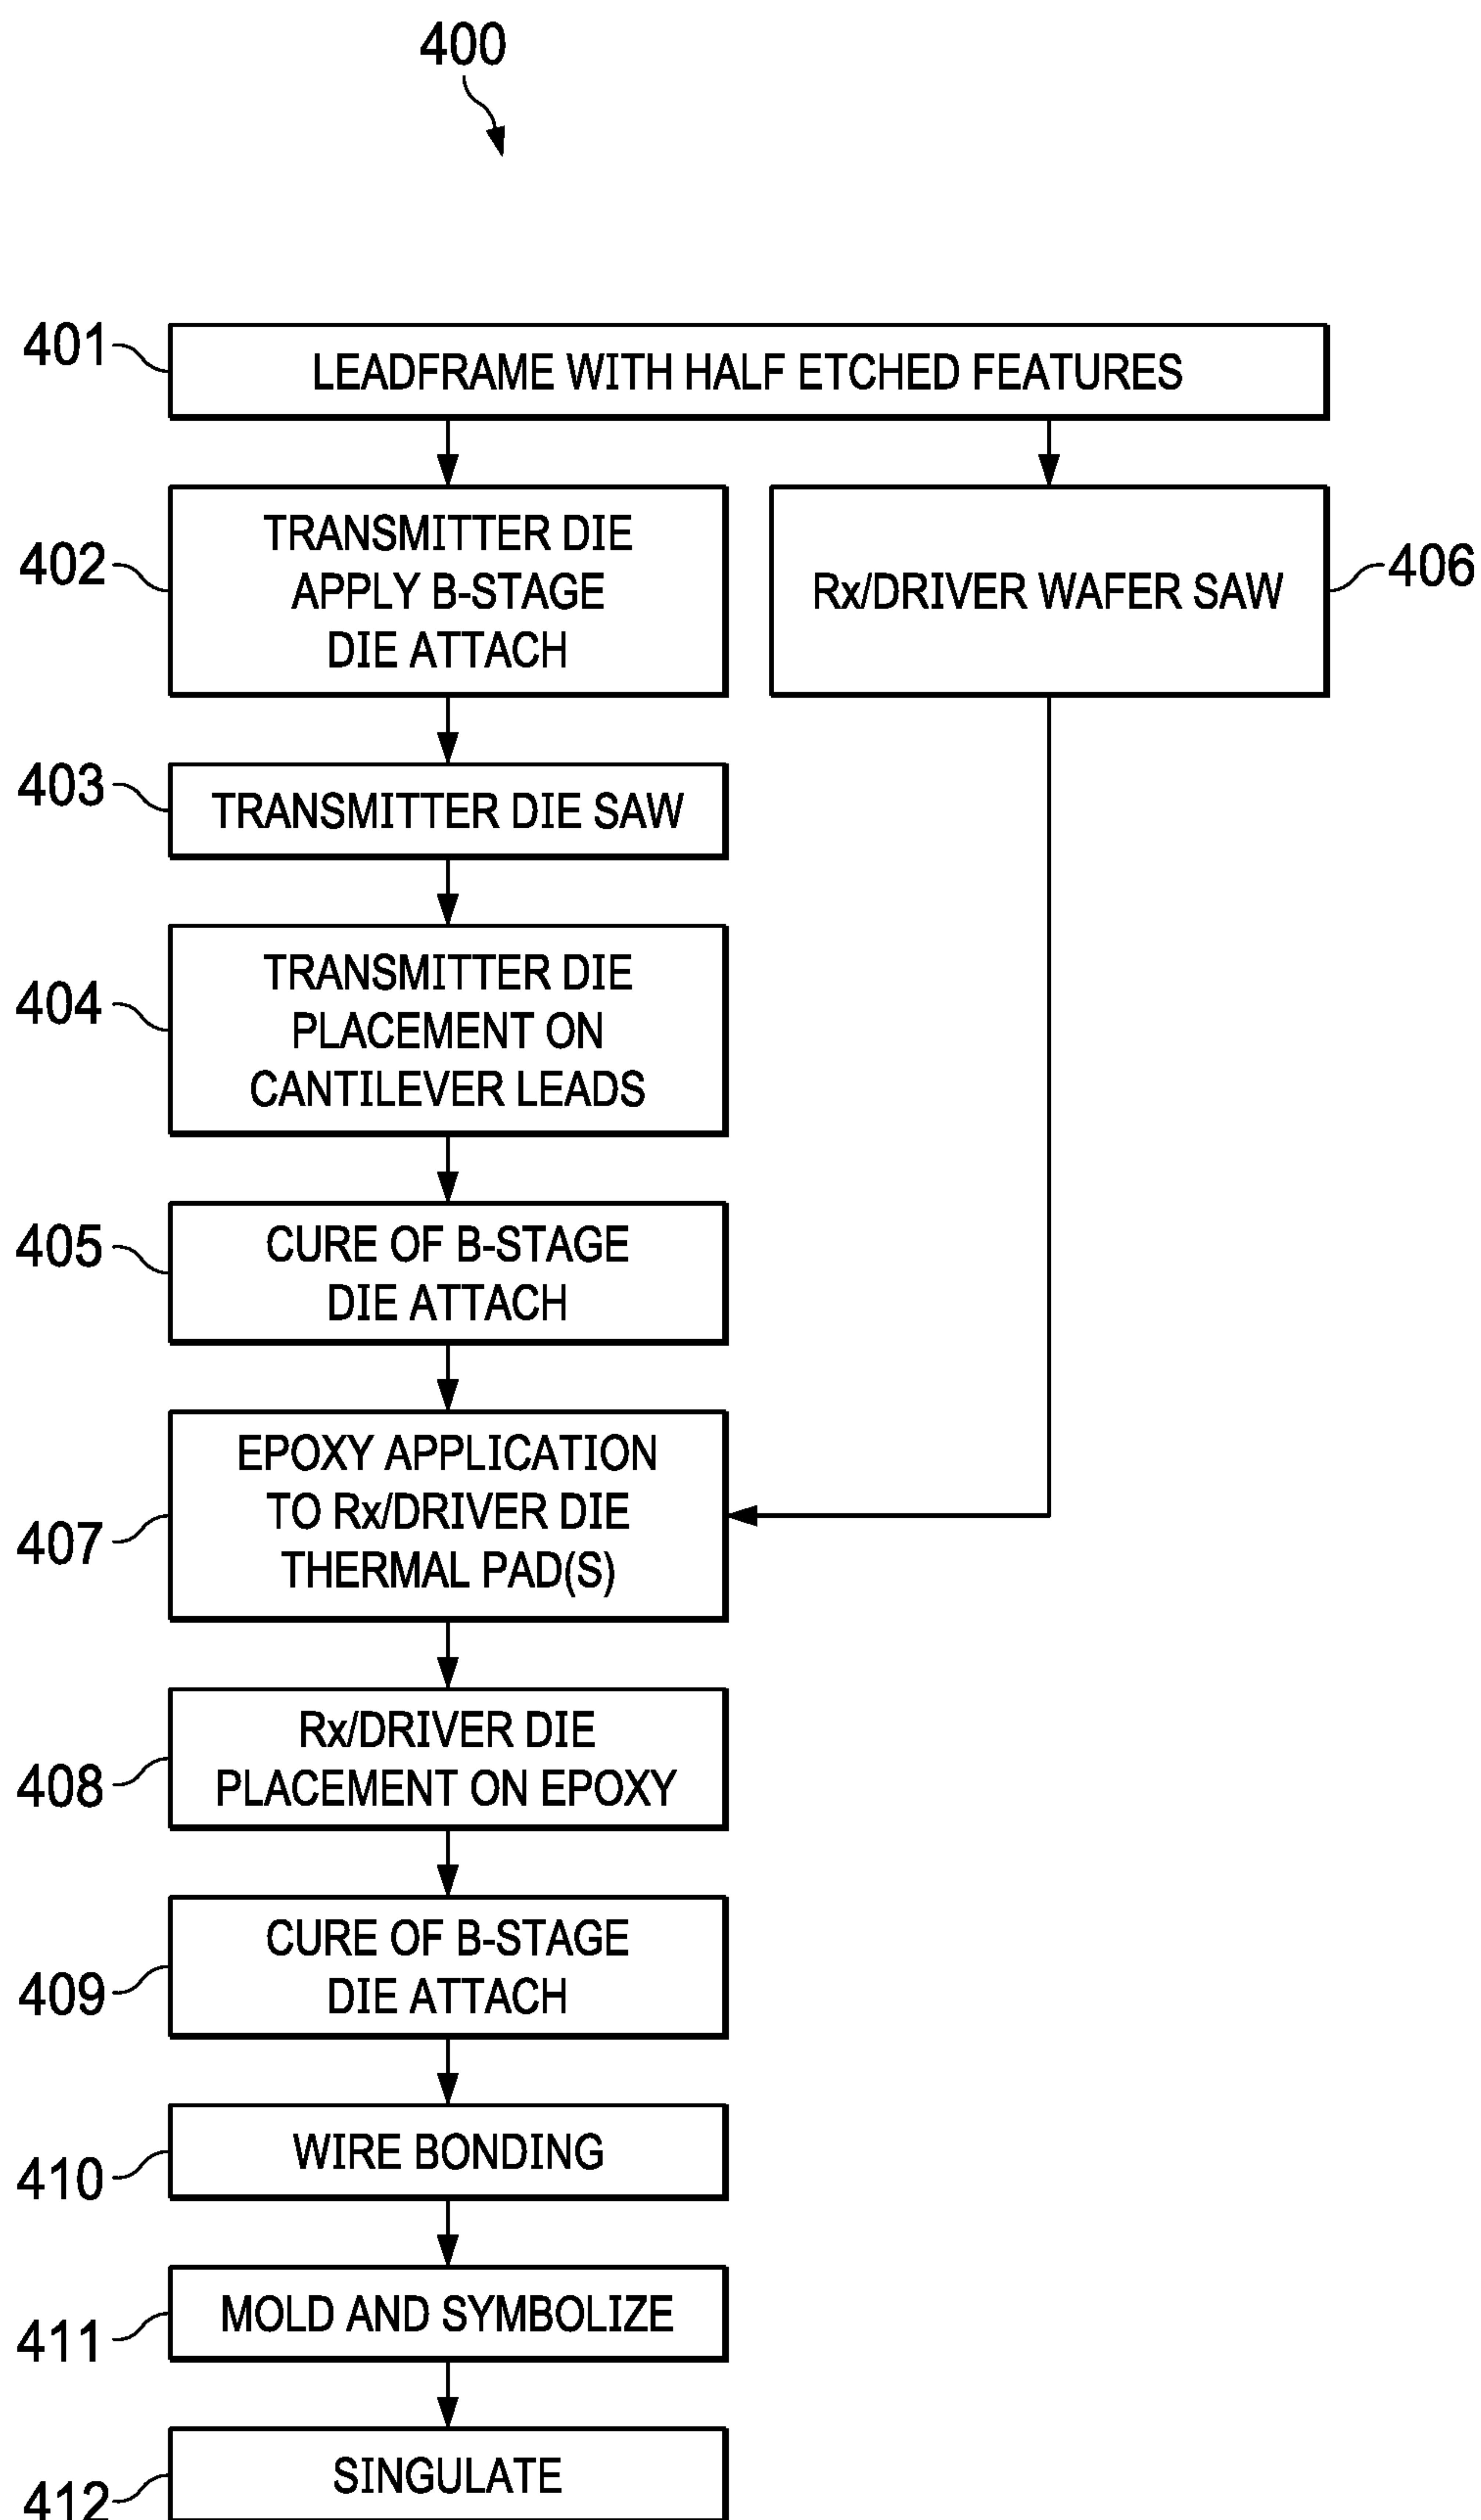 400
401
LEADFRAME WITH HALF ETCHED FEATURES
402
TRANSMITTER DIE
APPLY B-STAGE
DIE ATTACH
Rx/DRIVER WAFER SAW
406
403
TRANSMITTER DIE SAW
404
TRANSMITTER DIE
PLACEMENT ON
CANTILEVER LEADS
405
CURE OF B-STAGE
DIE ATTACH
407
EPOXY APPLICATION
TO Rx/DRIVER DIE
THERMAL PAD(S)
408
Rx/DRIVER DIE
PLACEMENT ON EPOXY
409
CURE OF B-STAGE
DIE ATTACH
410
WIRE BONDING
411
MOLD AND SYMBOLIZE
412
SINGULATE